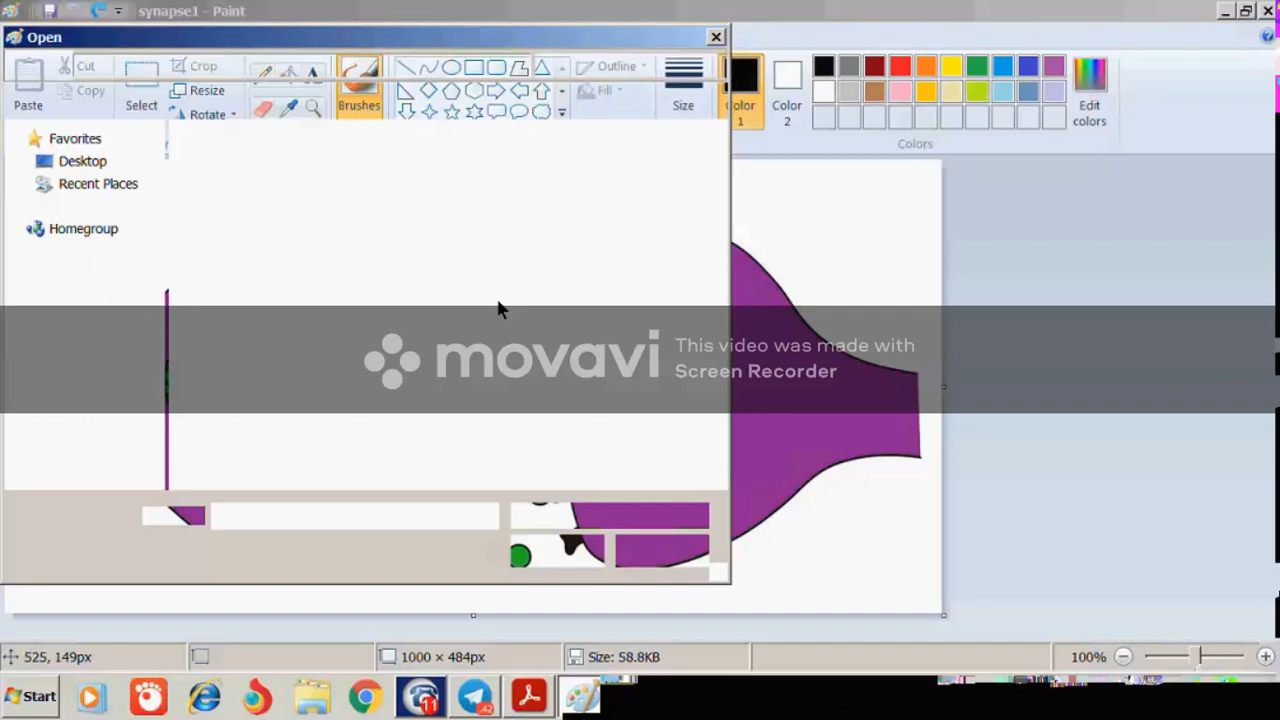 synapse1 - Paint
Open
Cut
Copy
Paste
Select
Crop
Resize
Rotate
Brushes
Outline
Fill
Size
Color
1
Color
2
Edit
colors
Colors
Favorites
Desktop
Recent Places
Homegroup
movavi
This video was made with
Screen Recorder
525, 149px
1000 × 484px
Size: 58.8KB
100%
Start
11
42